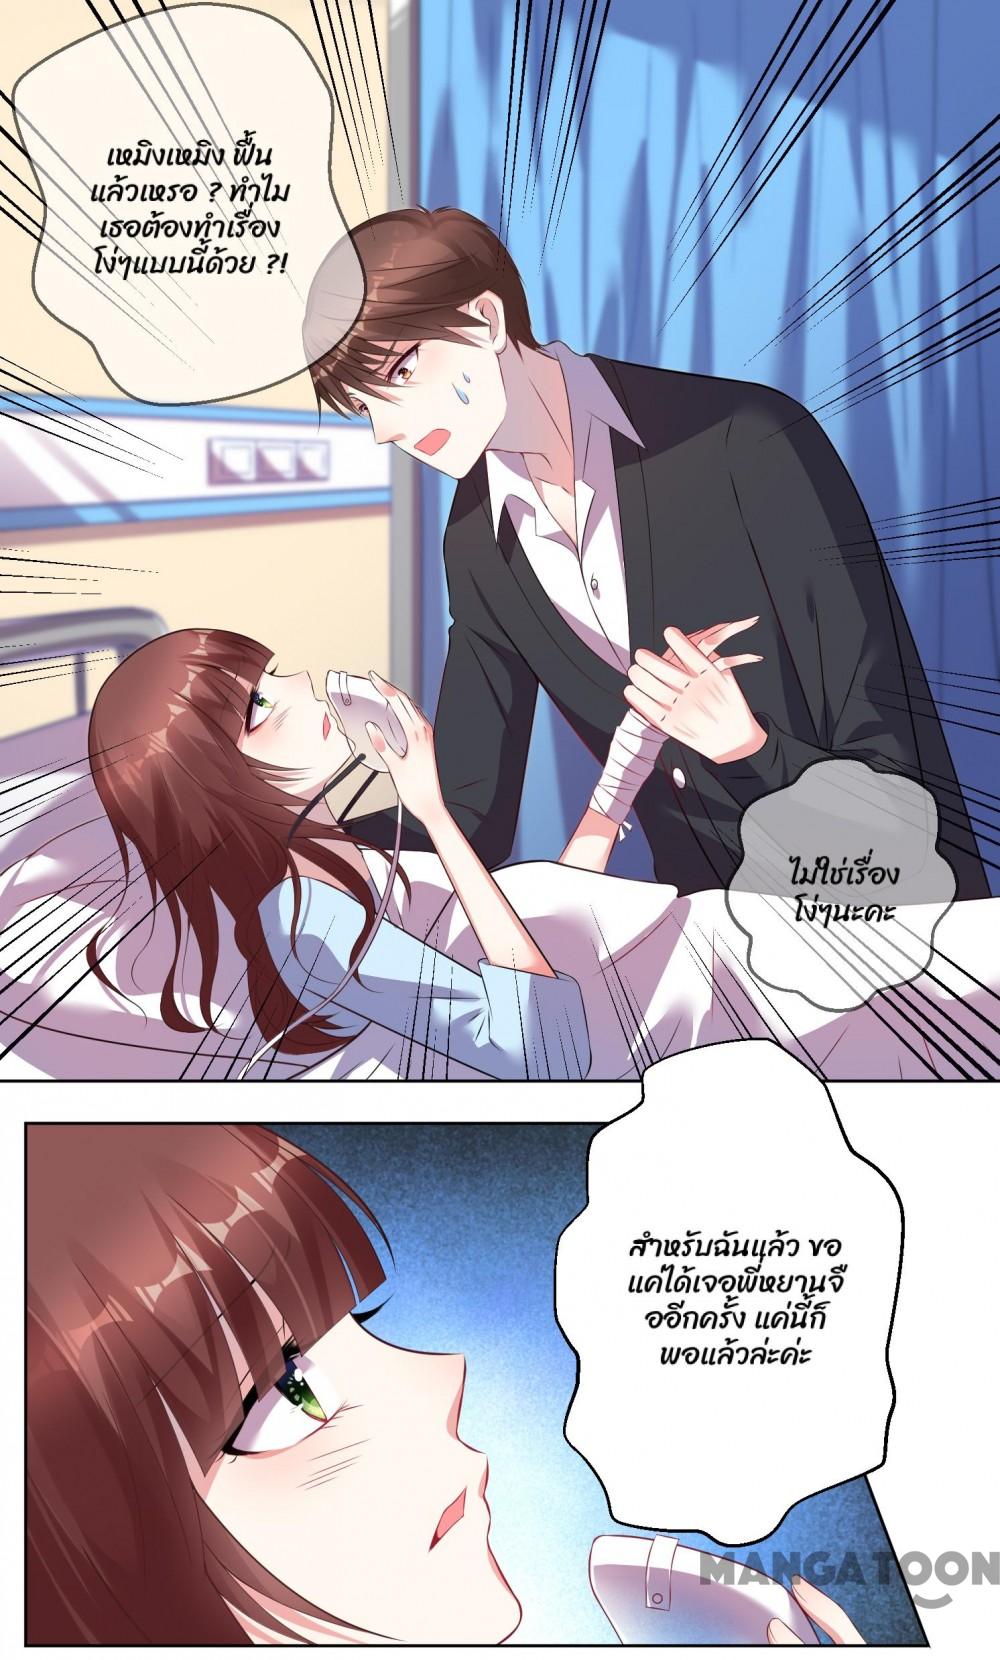 เหมิงเหมิง ฟื้น
แล้วเหรอ ? ทำไม
เธอต้องทำเรื่อง
โง่ๆแบบนี้ด้วย ?!
ไม่ใช่เรื่อง
โง่ๆนะคะ
สำหรับฉันแล้ว ขอ
แค่ได้เจอพี่หยานจื
ออีกครั้ง แค่นี้ก็
พอแล้วล่ะค่ะ
MANGATOON